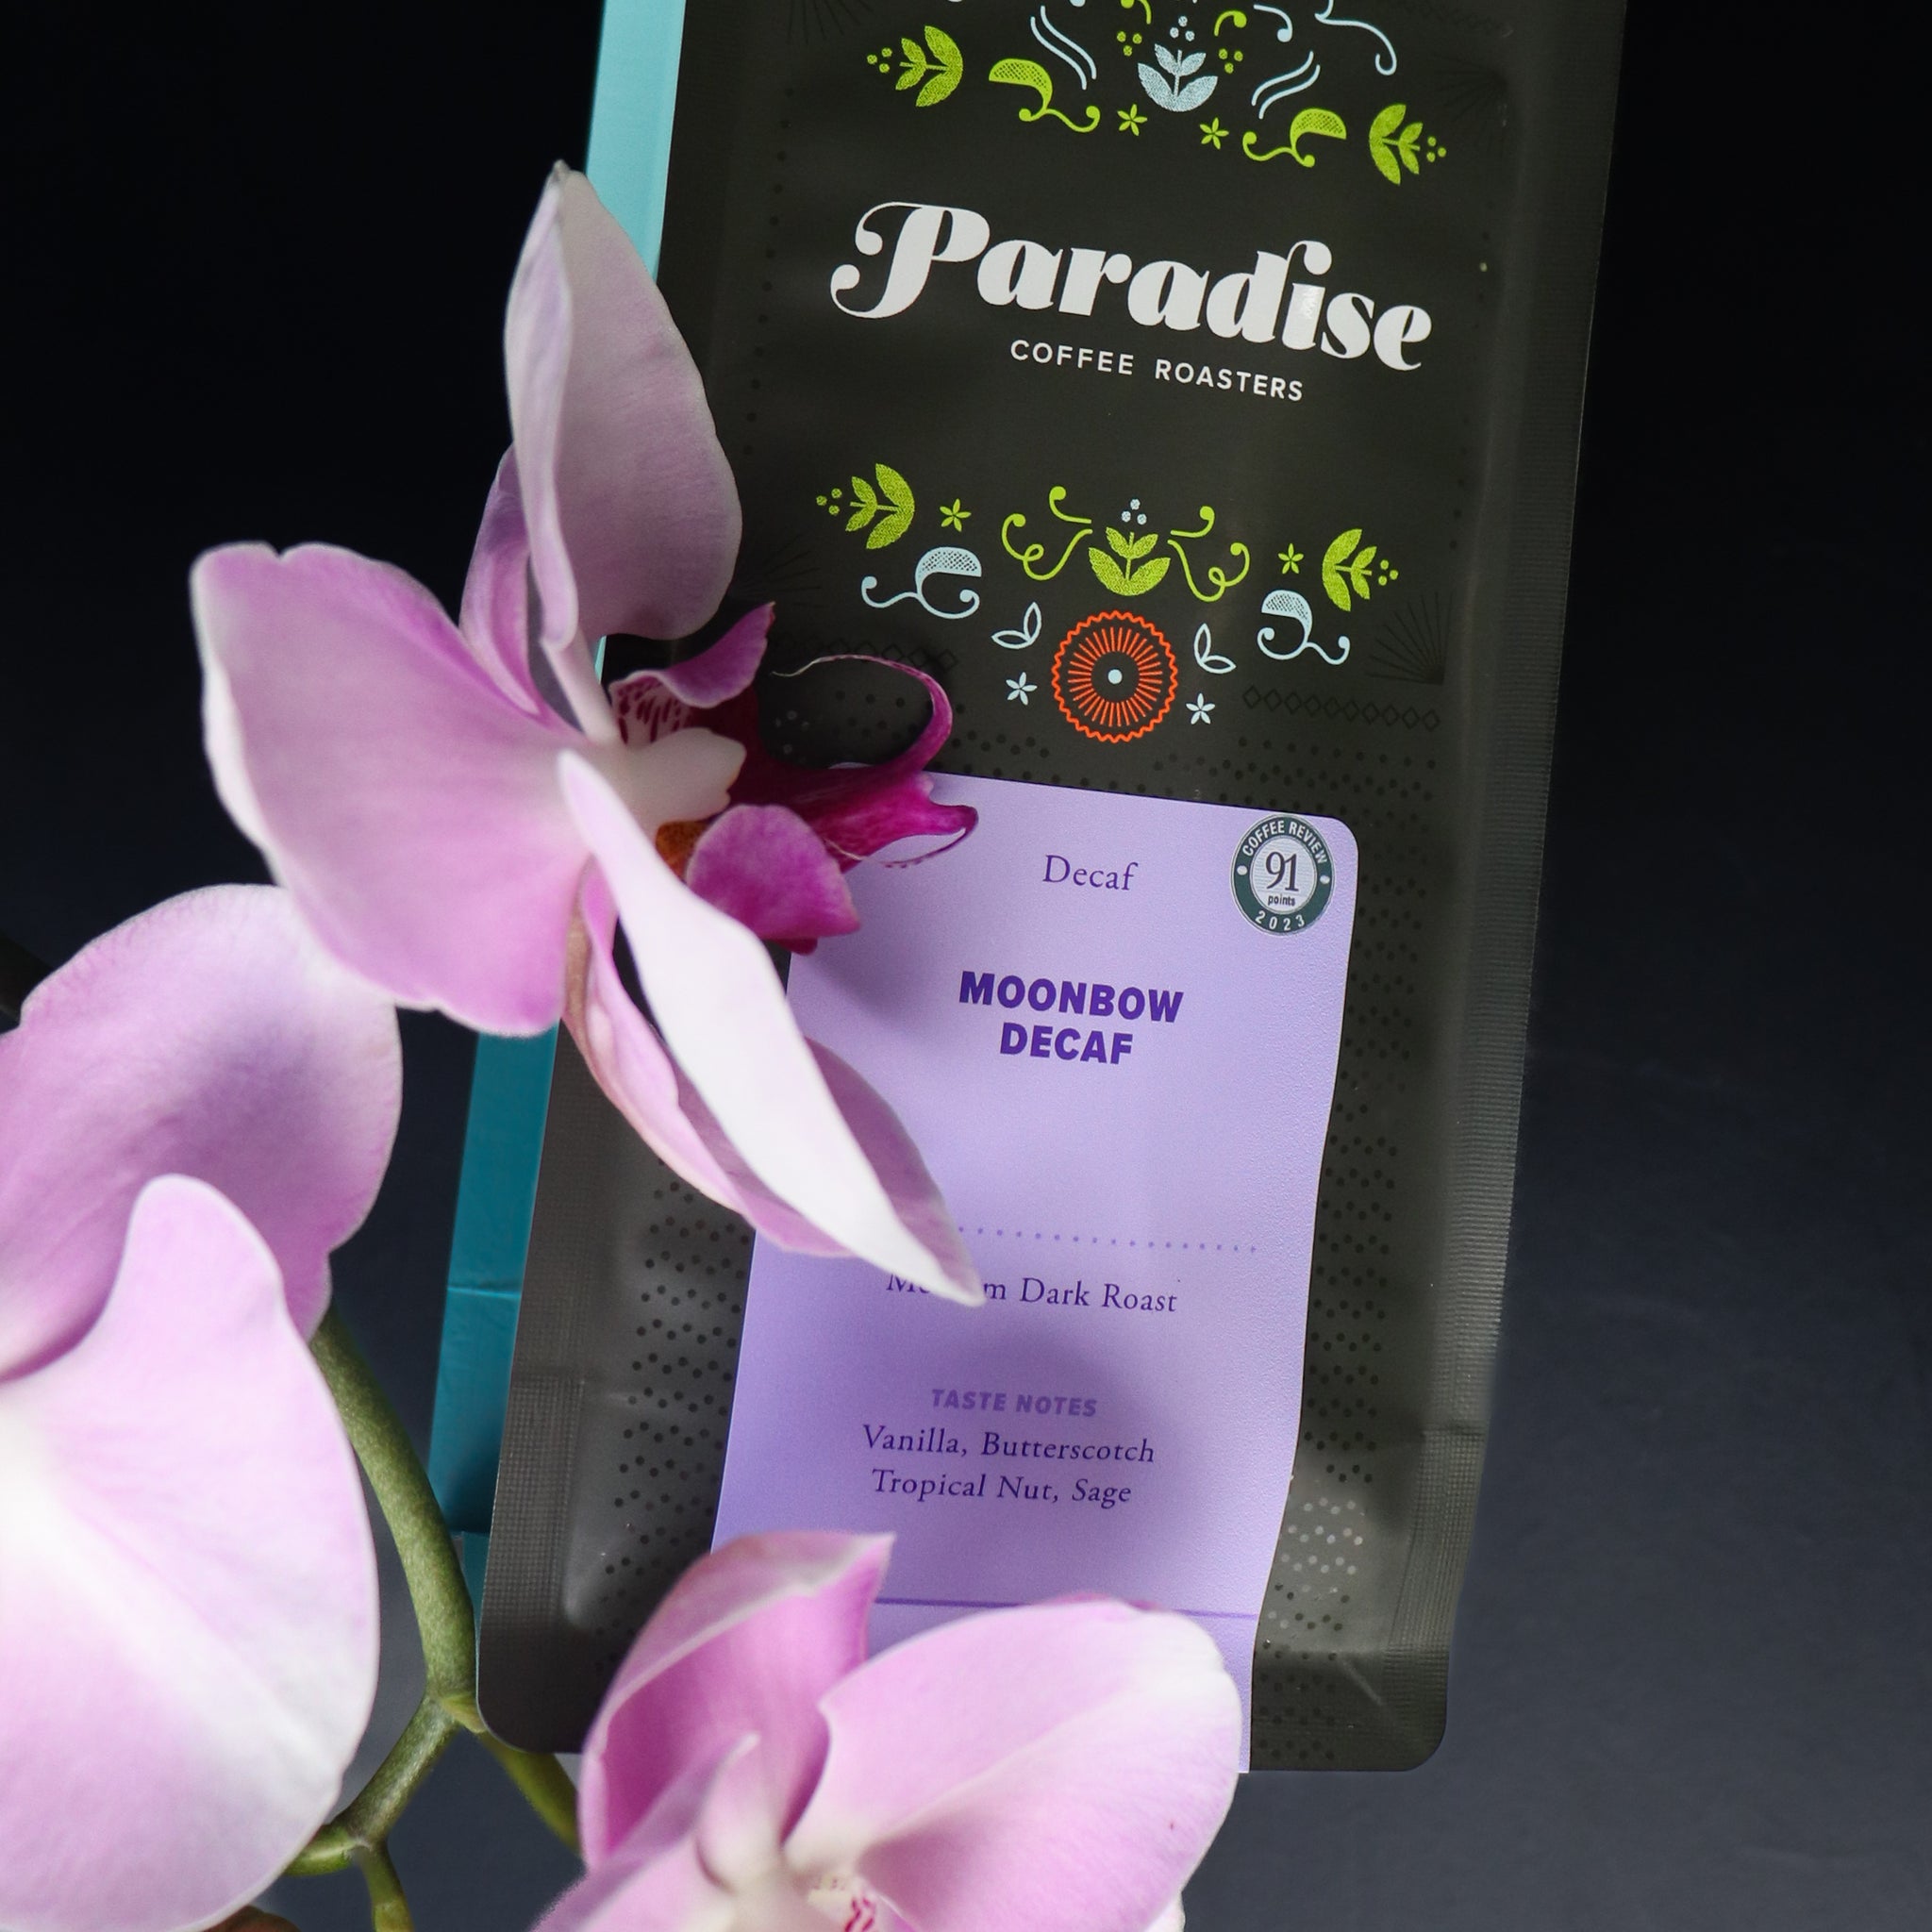 Paradise
COFFEE ROASTERS
Decaf
COFFEE REVIEW
91
points
2023
MOONBOW
DECAF
Dark Roast
TASTE NOTES
Vanilla, Butterscotch
Tropical Nut, Sage